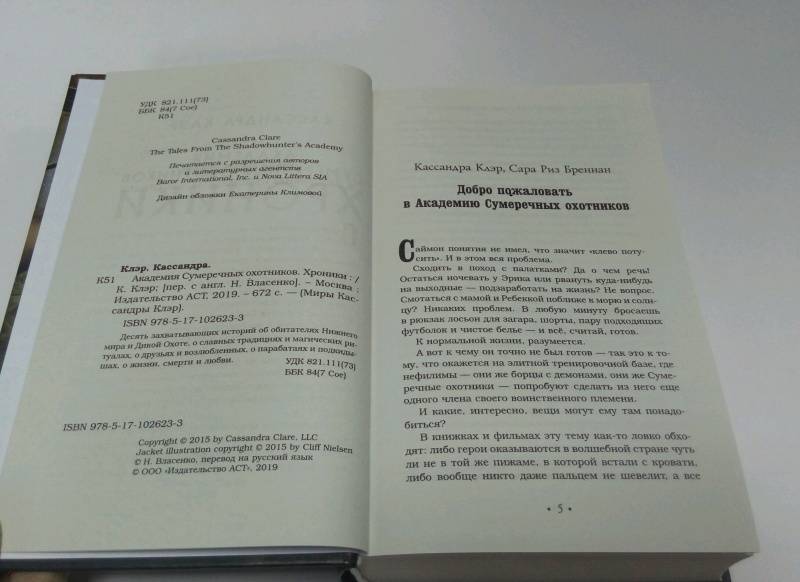 УДК 821.111(73)
ББК 84(7 Сое)
К51
Cassandra Clare
The Tales From The Shadowhunter's Academy
Печатается с разрешения авторов
и литературных агентств
Baror International, Inc. и Nova Littera SIA
Дизайн обложки Екатерины Климовой
Клэр, Кассандра.
К51 Академия Сумеречных охотников. Хроники : /
К. Клэр; [пер. с англ. Н. Власенко]. – Москва :
Издательство АСТ, 2019. – 672 с. — (Миры Кас-
сандры Клэр).
ISBN 978-5-17-102623-3
Десять захватывающих историй об обитателях Нижнего
мира и Дикой Охоте, о славных традициях и магических ри-
туалах, о друзьях и возлюбленных, о парабатаях и подкиды-
шах, о жизни, смерти и любви.
УДК 821.111(73)
ББК 84(7 Сое)
ISBN 978-5-17-102623-3
Copyright © 2015 by Cassandra Clare, LLC
Jacket illustration copyright © 2015 by Cliff Nielsen
© Н. Власенко, перевод на русский язык
© ООО «Издательство АСТ», 2019
Кассандра Клэр, Сара Риз Бреннан
Добро пожаловать
в Академию Сумеречных охотников
Саймон понятия не имел, что значит «клево поту-
сить». И в этом вся проблема.
Сходить в поход с палатками? Да о чем речь!
Остаться ночевать у Эрика или рвануть куда-нибудь
на выходные — подзаработать на жизнь? Не вопрос.
Смотаться с мамой и Ребеккой поближе к морю и солн-
цу? Никаких проблем. В любую минуту бросаешь
в рюкзак лосьон для загара, шорты, пару подходящих
футболок и чистое белье — и всё, считай, готов.
К нормальной жизни, разумеется.
А вот к чему он точно не был готов — так это к то-
му, что окажется на элитной тренировочной базе, где
нефилимы — они же борцы с демонами, они же Суме-
речные охотники — попробуют сделать из него еще
одного члена своего воинственного племени.
И какие, интересно, вещи могут ему там понадо-
биться?
В книжках и фильмах эту тему как-то ловко обхо-
дят: либо герои оказываются в волшебной стране чуть
ли не в той же пижаме, в которой встали с кровати,
либо вообще никто даже пальцем не шевелит, а все
• 5 •